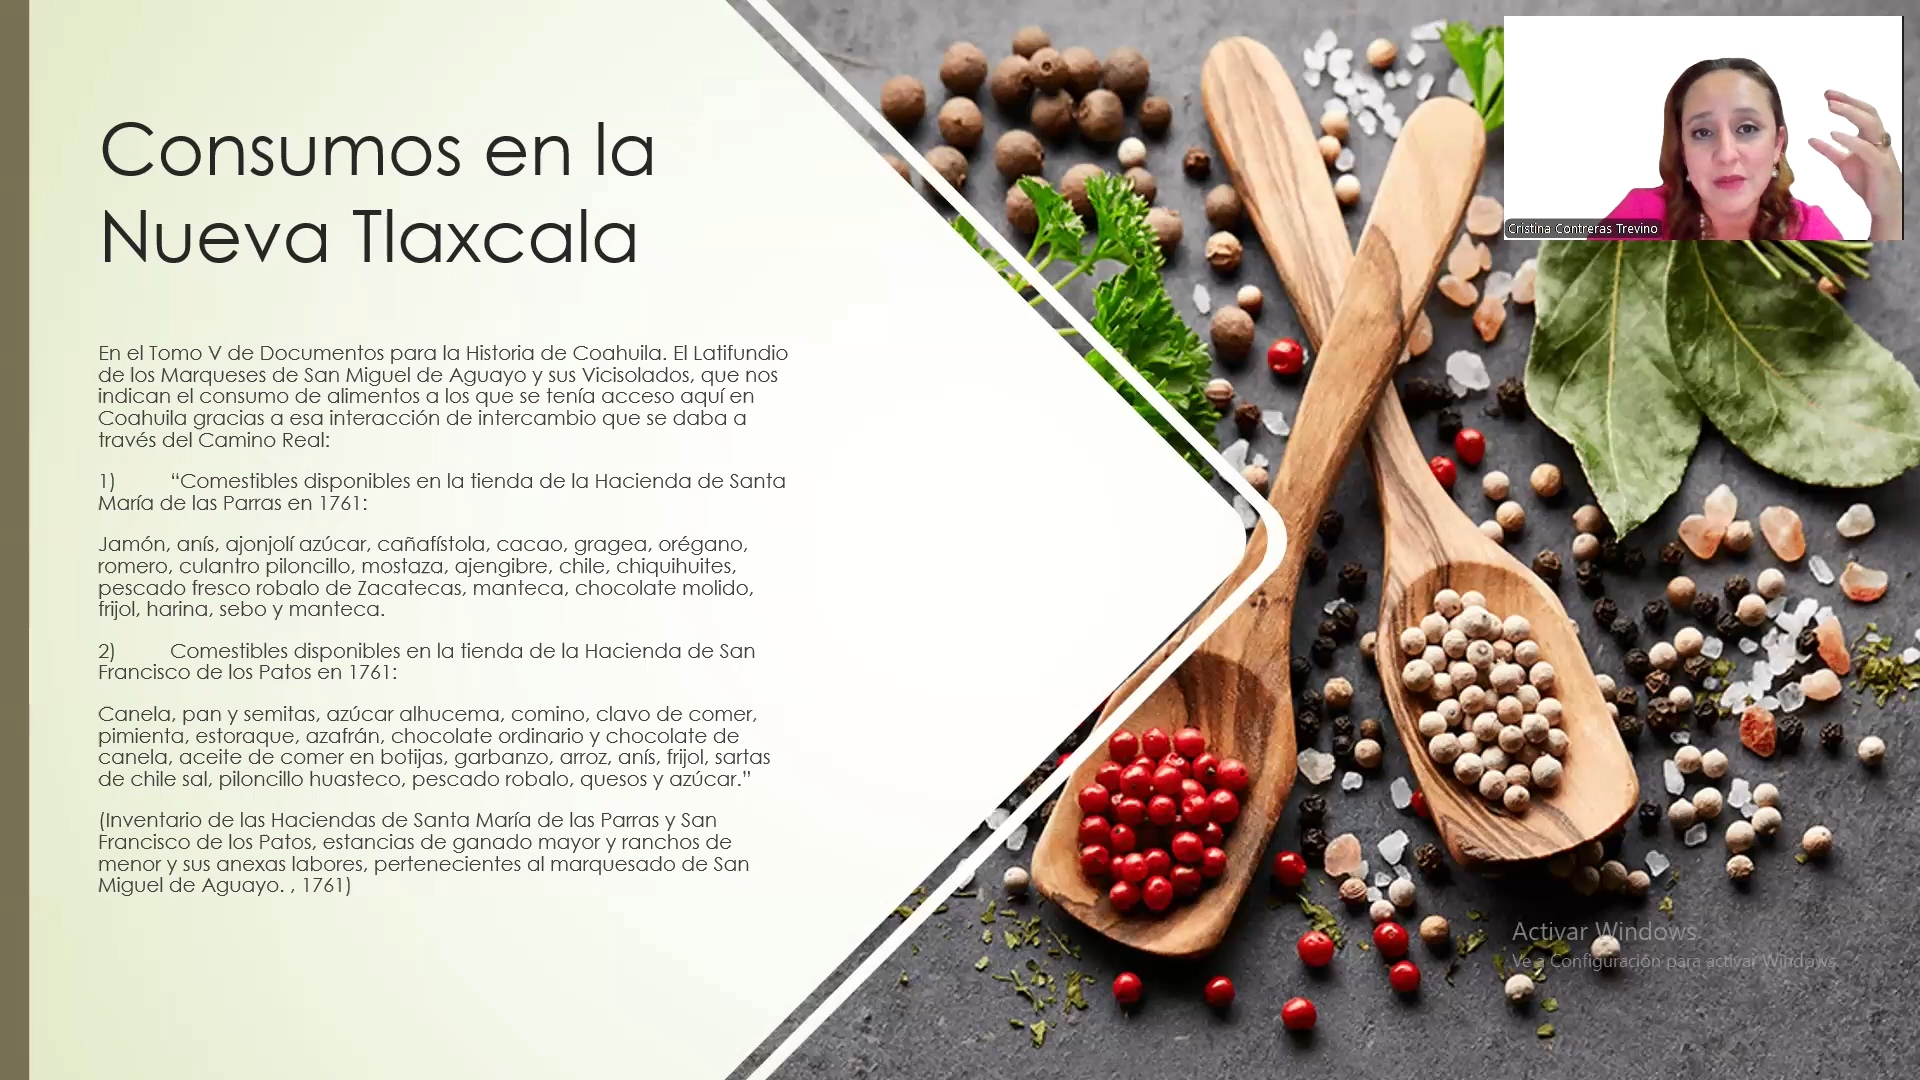 Consumos en la
Nueva Tlaxcala
En el Tomo V de Documentos para la Historia de Coahuila. El Latifundio
de los Marqueses de San Miguel de Aguayo y sus Vicisolados, que nos
indican el consumo de alimentos a los que se tenía acceso aquí en
Coahuila gracias a esa interacción de intercambio que se daba a
través del Camino Real:
1) “Comestibles disponibles en la tienda de la Hacienda de Santa
María de las Parras en 1761:
Jamón, anís, ajonjolí azúcar, cañafístola, cacao, gragea, orégano,
romero, culantro piloncillo, mostaza, ajengibre, chile, chiquihuites,
pescado fresco robalo de Zacatecas, manteca, chocolate molido,
frijol, harina, sebo y manteca.
2) Comestibles disponibles en la tienda de la Hacienda de San
Francisco de los Patos en 1761:
Canela, pan y semitas, azúcar alhucema, comino, clavo de comer,
pimienta, estoraque, azafrán, chocolate ordinario y chocolate de
canela, aceite de comer en botijas, garbanzo, arroz, anís, frijol, sartas
de chile sal, piloncillo huasteco, pescado robalo, quesos y azúcar.”
(Inventario de las Haciendas de Santa María de las Parras y San
Francisco de los Patos, estancias de ganado mayor y ranchos de
menor y sus anexas labores, pertenecientes al marquesado de San
Miguel de Aguayo. , 1761)
Cristina Contreras Trevino
Activar Windows
Ve a Configuración para activar Windows.